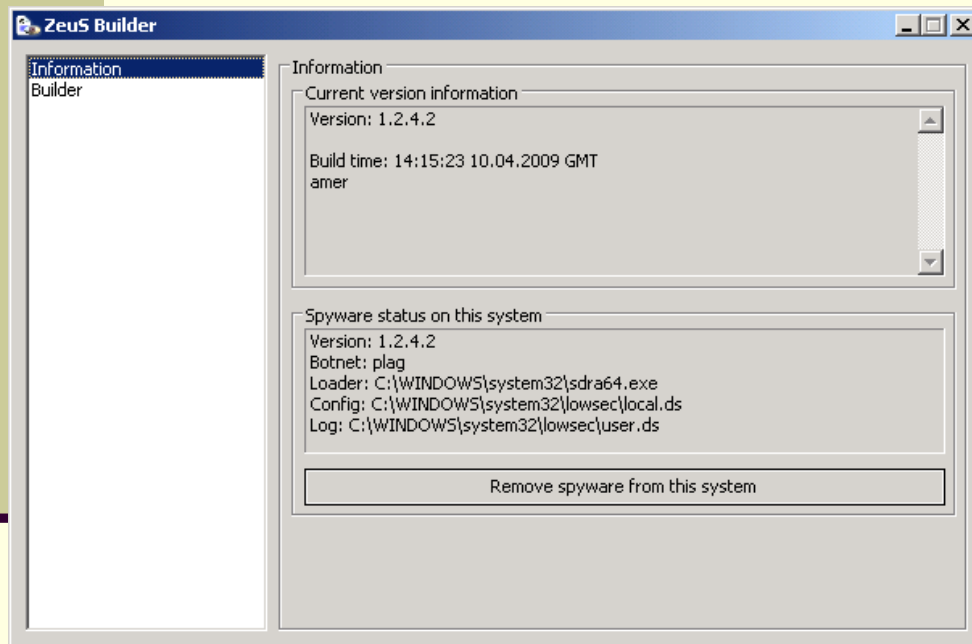 ZeuS Builder
Information
Builder
Information
Current version information
Version: 1.2.4.2
Build time: 14:15:23 10.04.2009 GMT
amer
Spyware status on this system
Version: 1.2.4.2
Botnet: plag
Loader: C:\WINDOWS\system32\sdra64.exe
Config: C:\WINDOWS\system32\lowsec\local.ds
Log: C:\WINDOWS\system32\lowsec\user.ds
Remove spyware from this system